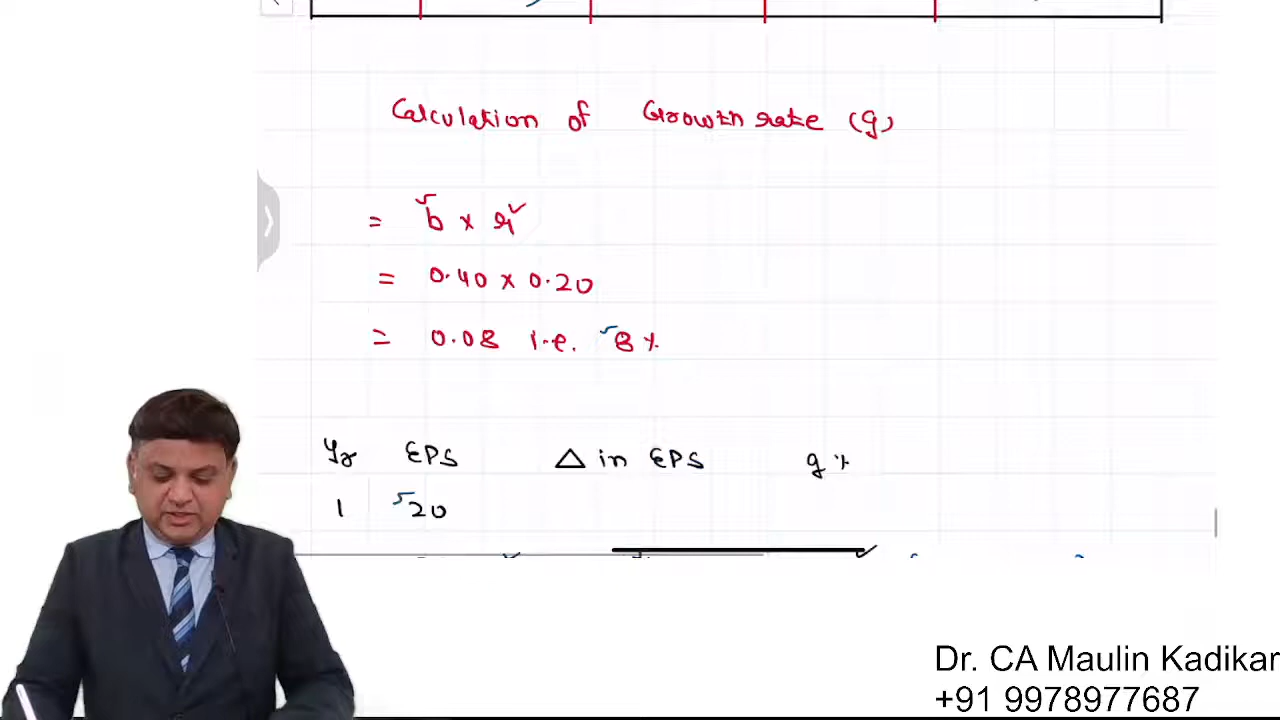 Calculation of Growth rate (g)
= b x r
= 0.40 x 0.20
= 0.08 i.e. 8 %
Yr EPS Δ in EPS g %
1 20
Dr. CA Maulin Kadikar
+91 9978977687